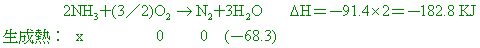 2NH₃+(3／2)O₂ → N₂+3H₂O　ΔH＝−91.4×2＝−182.8 KJ
生成熱： x　0　0　(−68.3)